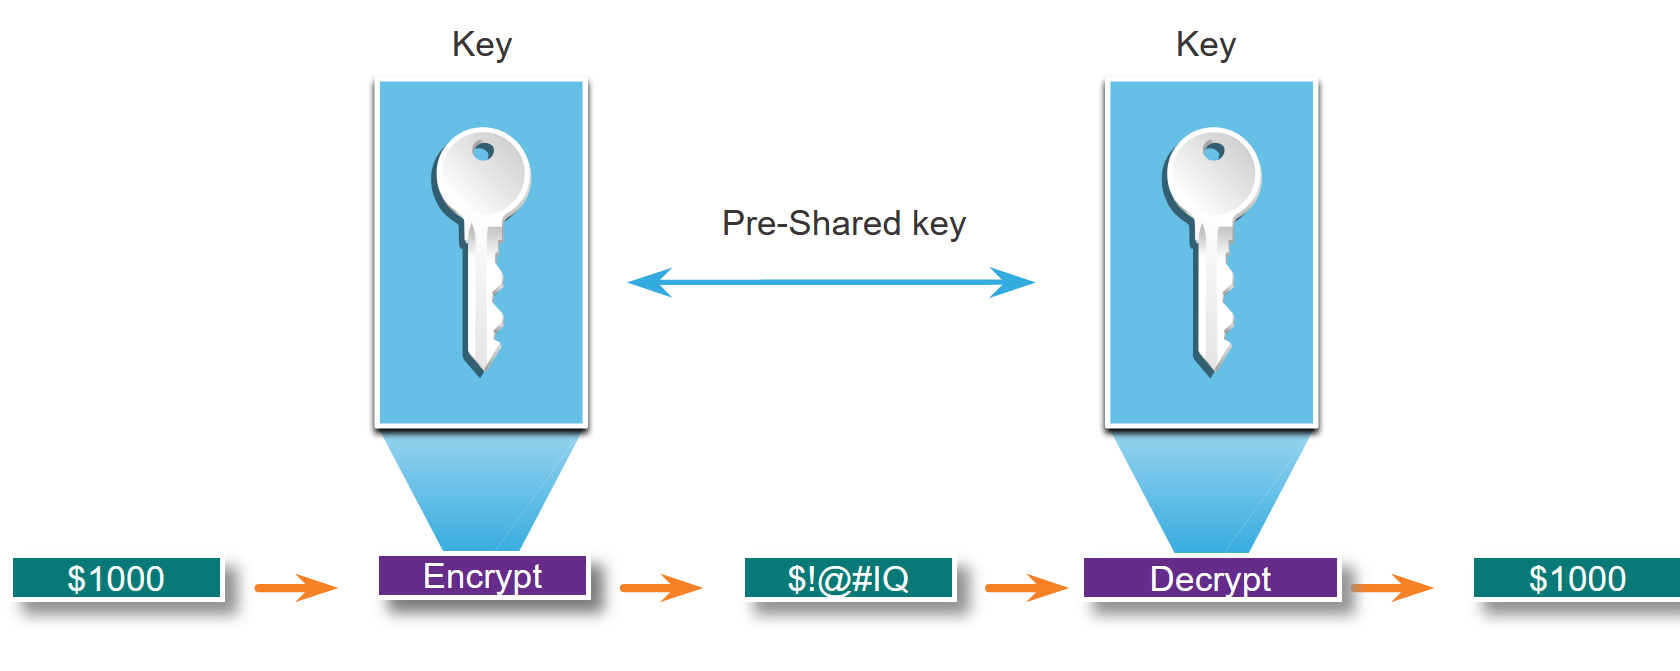 Key
Key
Pre-Shared key
$1000
Encrypt
$!@#IQ
Decrypt
$1000